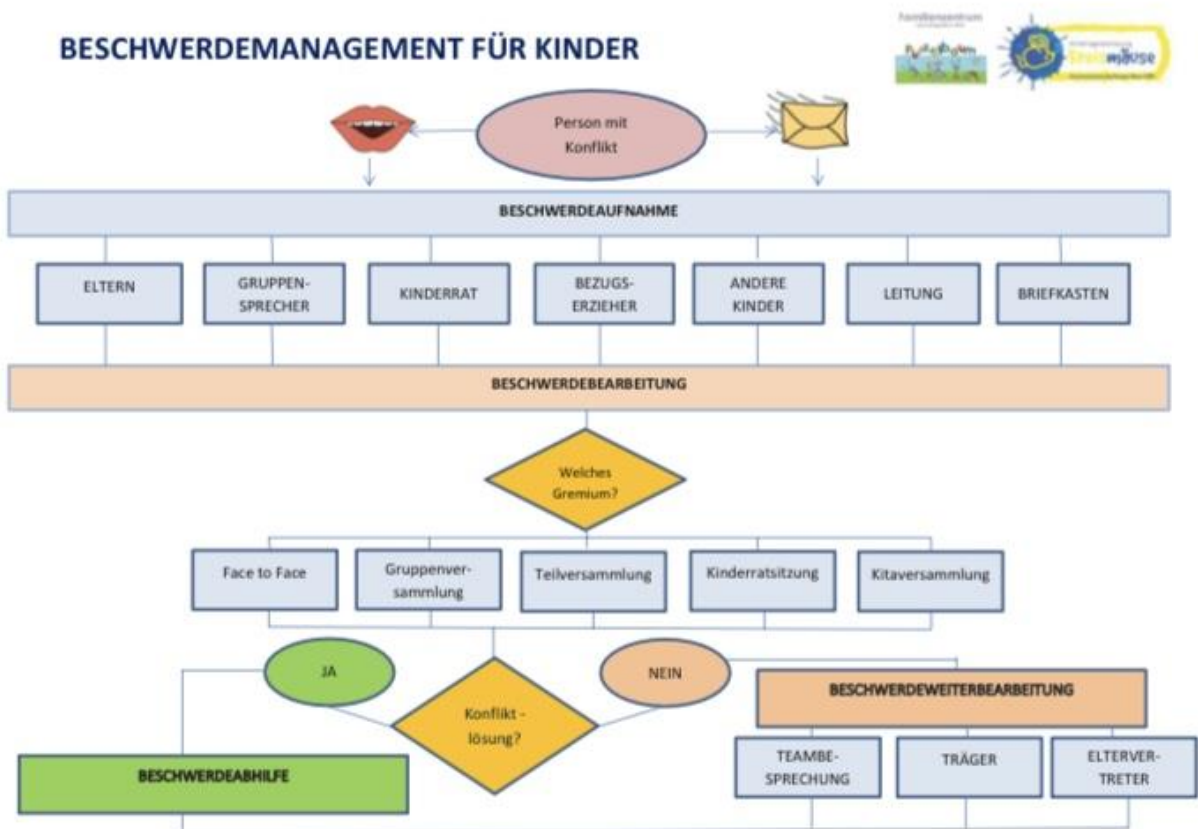 BESCHWERDEMANAGEMENT FÜR KINDER
Familienzentrum
mäuse
Person mit
Konflikt
BESCHWERDEAUFNAHME
ELTERN
GRUPPEN-
SPRECHER
KINDERRAT
BEZUGS-
ERZIEHER
ANDERE
KINDER
LEITUNG
BRIEFKASTEN
BESCHWERDEBEARBEITUNG
Welches
Gremium?
Face to Face
Gruppenver-
sammlung
Teilversammlung
Kinderratsitzung
Kitaversammlung
JA
NEIN
Konflikt -
lösung?
BESCHWERDEWEITERBEARBEITUNG
BESCHWERDEABHILFE
TEAMBE-
SPRECHUNG
TRÄGER
ELTERVER-
TRETER